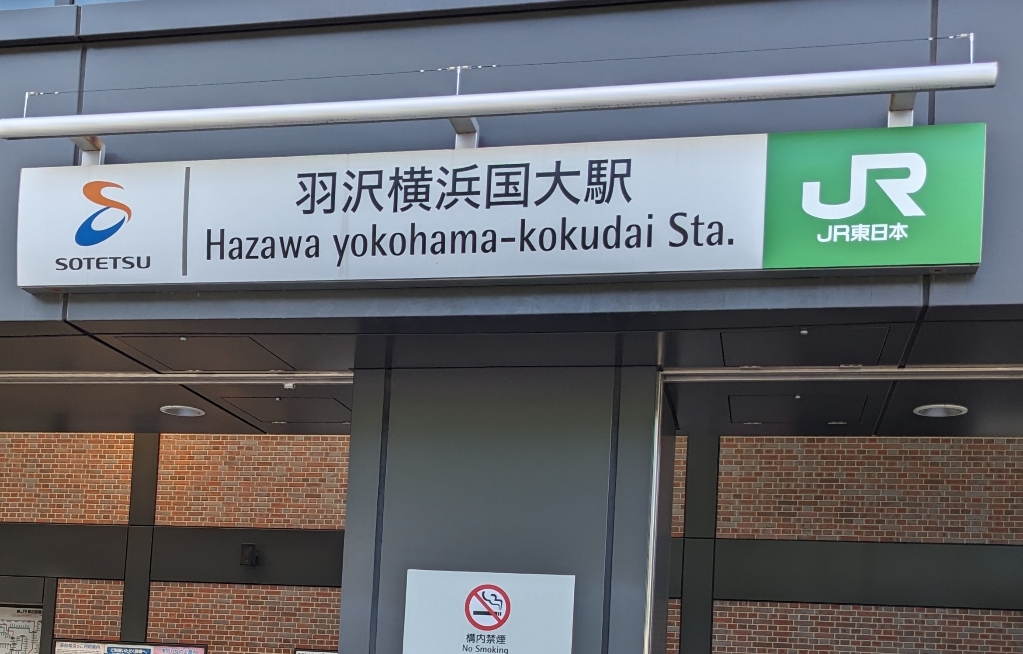 SOTETSU
羽沢横浜国大駅
Hazawa yokohama-kokudai Sta.
JR
JR東日本
構内禁煙
No Smoking